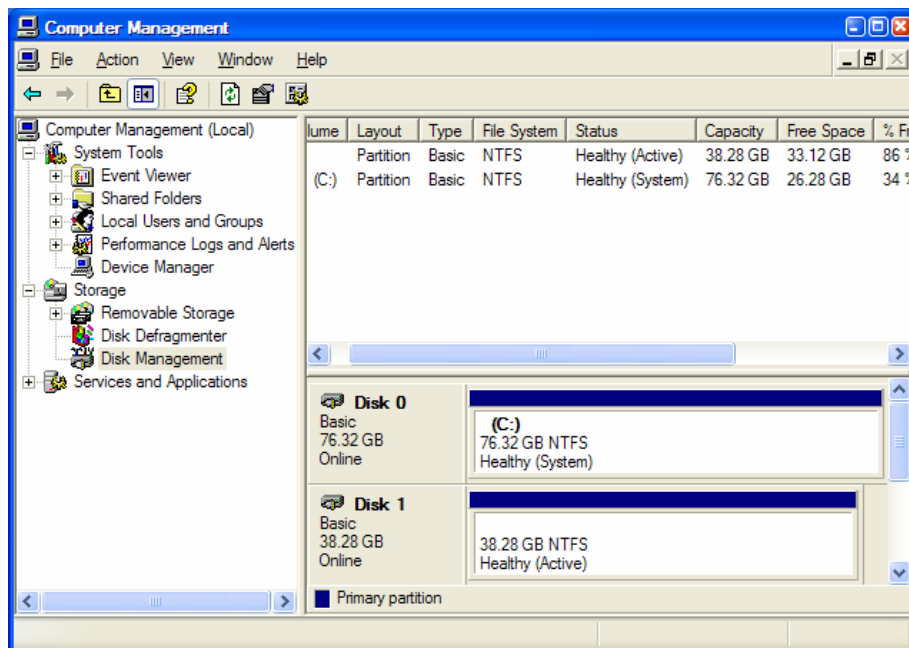 Computer Management
File Action View Window Help
Computer Management (Local)
System Tools
Event Viewer
Shared Folders
Local Users and Groups
Performance Logs and Alerts
Device Manager
Storage
Removable Storage
Disk Defragmenter
Disk Management
Services and Applications
lume Layout Type File System Status Capacity Free Space % Fr
Partition Basic NTFS Healthy (Active) 38.28 GB 33.12 GB 86 %
(C:) Partition Basic NTFS Healthy (System) 76.32 GB 26.28 GB 34 %
Disk 0
Basic
76.32 GB
Online
(C:)
76.32 GB NTFS
Healthy (System)
Disk 1
Basic
38.28 GB
Online
38.28 GB NTFS
Healthy (Active)
Primary partition